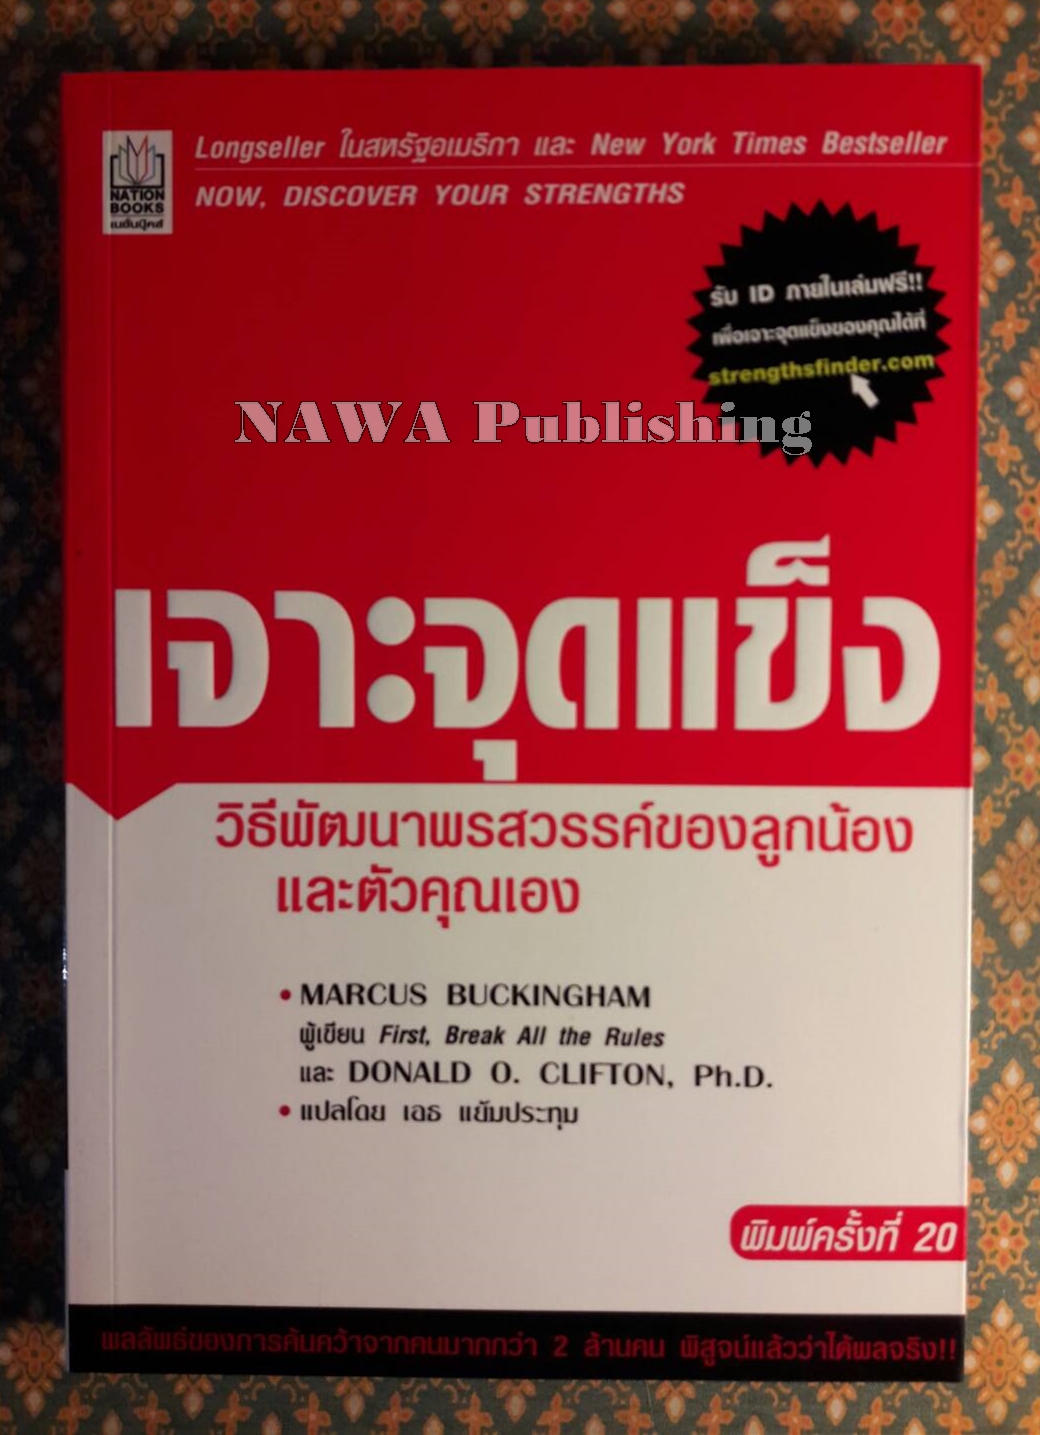 Longseller ในสหรัฐอเมริกา และ New York Times Bestseller
NOW, DISCOVER YOUR STRENGTHS
NATION
BOOKS
เนชั่นบุ๊คส์
รับ ID ภายในเล่มฟรี!!
เพื่อเจาะจุดแข็งของคุณได้ที่
strengthsfinder.com
NAWA Publishing
เจาะจุดแข็ง
วิธีพัฒนาพรสวรรค์ของลูกน้อง
และตัวคุณเอง
• MARCUS BUCKINGHAM
ผู้เขียน First, Break All the Rules
และ DONALD O. CLIFTON, Ph.D.
• แปลโดย เอธ แย้มประทุม
พิมพ์ครั้งที่ 20
ผลลัพธ์ของการค้นคว้าจากคนมากกว่า 2 ล้านคน พิสูจน์แล้วว่าได้ผลจริง!!